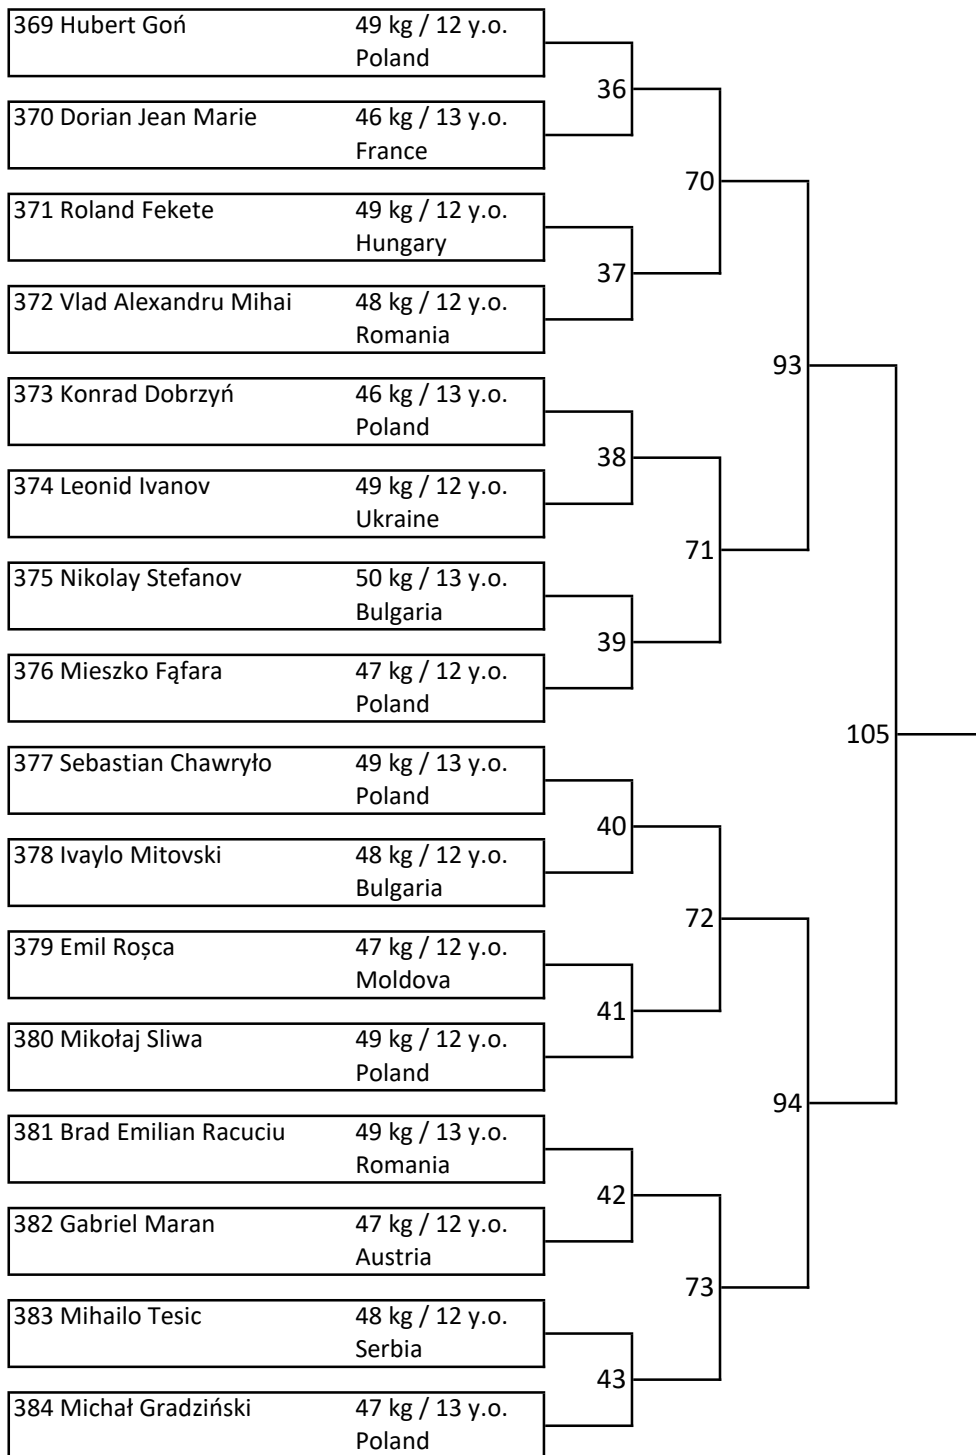 369 Hubert Goń 49 kg / 12 y.o.
Poland
36
370 Dorian Jean Marie 46 kg / 13 y.o.
France
70
371 Roland Fekete 49 kg / 12 y.o.
Hungary
37
372 Vlad Alexandru Mihai 48 kg / 12 y.o.
Romania
93
373 Konrad Dobrzyń 46 kg / 13 y.o.
Poland
38
374 Leonid Ivanov 49 kg / 12 y.o.
Ukraine
71
375 Nikolay Stefanov 50 kg / 13 y.o.
Bulgaria
39
376 Mieszko Fąfara 47 kg / 12 y.o.
Poland
105
377 Sebastian Chawryło 49 kg / 13 y.o.
Poland
40
378 Ivaylo Mitovski 48 kg / 12 y.o.
Bulgaria
72
379 Emil Roșca 47 kg / 12 y.o.
Moldova
41
380 Mikołaj Sliwa 49 kg / 12 y.o.
Poland
94
381 Brad Emilian Racuciu 49 kg / 13 y.o.
Romania
42
382 Gabriel Maran 47 kg / 12 y.o.
Austria
73
383 Mihailo Tesic 48 kg / 12 y.o.
Serbia
43
384 Michał Gradziński 47 kg / 13 y.o.
Poland